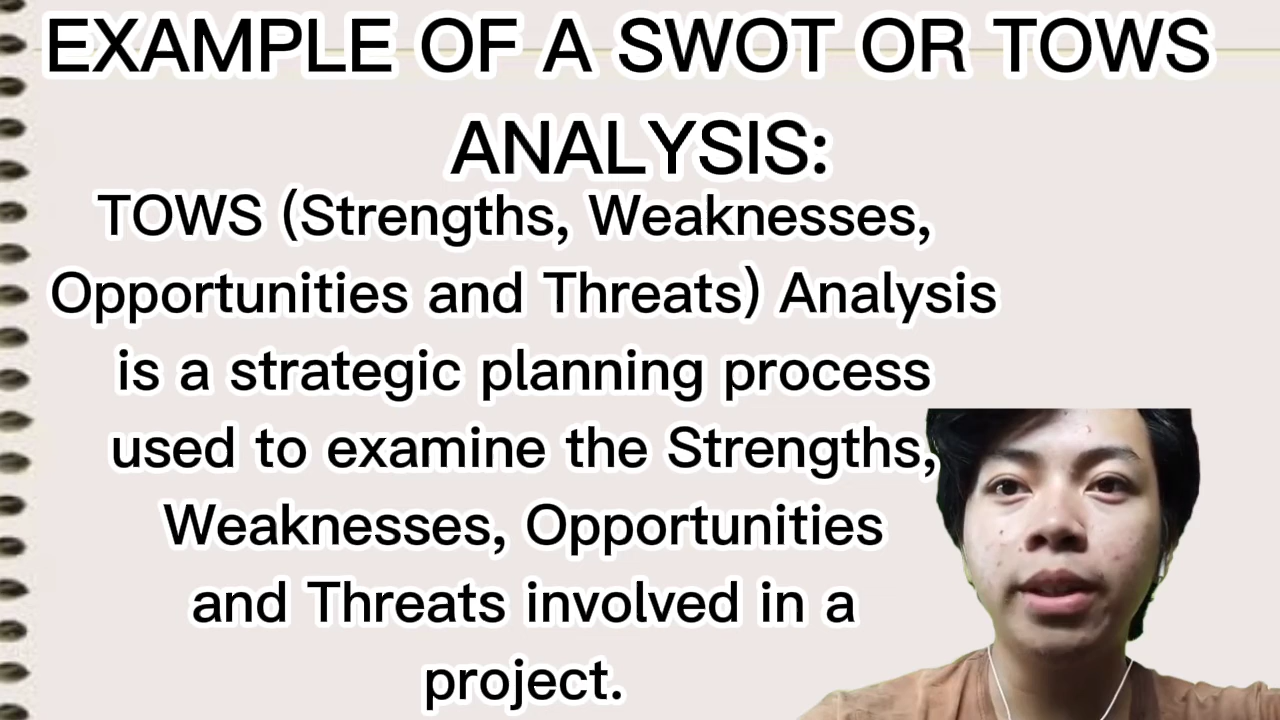 EXAMPLE OF A SWOT OR TOWS
ANALYSIS:
TOWS (Strengths, Weaknesses,
Opportunities and Threats) Analysis
is a strategic planning process
used to examine the Strengths,
Weaknesses, Opportunities
and Threats involved in a
project.